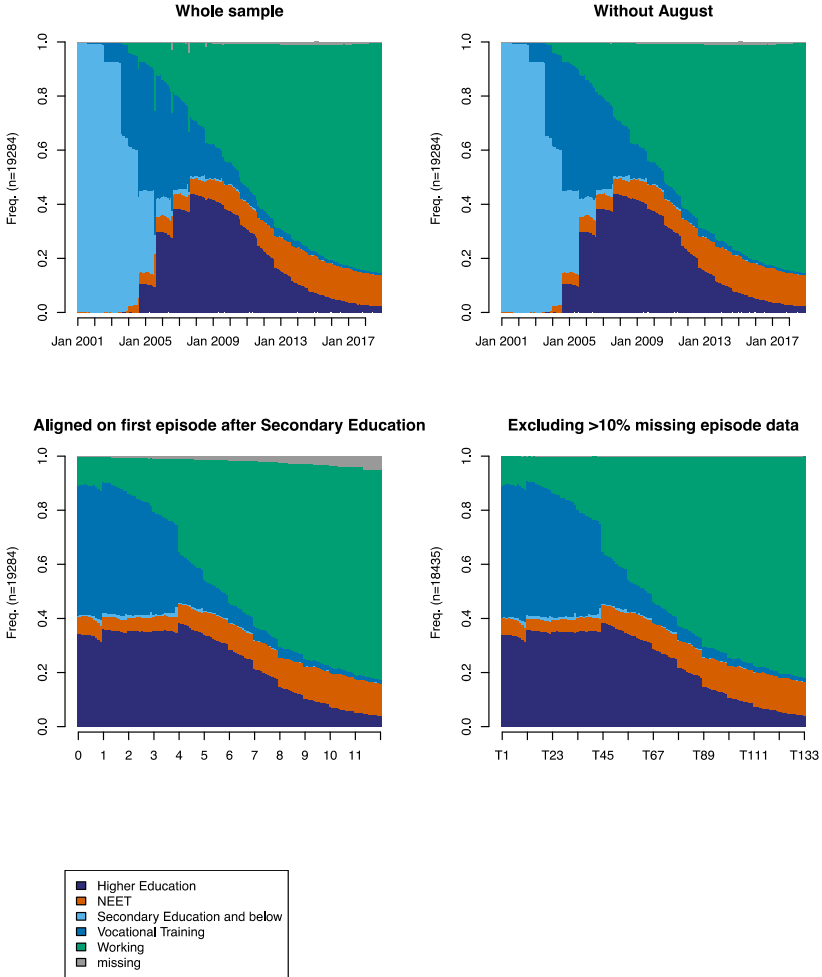 Whole sample
Without August
Freq. (n=19284)
0.0 0.2 0.4 0.6 0.8 1.0
Jan 2001 Jan 2005 Jan 2009 Jan 2013 Jan 2017
Freq. (n=19284)
0.0 0.2 0.4 0.6 0.8 1.0
Jan 2001 Jan 2005 Jan 2009 Jan 2013 Jan 2017
Aligned on first episode after Secondary Education
Excluding >10% missing episode data
Freq. (n=19284)
0.0 0.2 0.4 0.6 0.8 1.0
0 1 2 3 4 5 6 7 8 9 10 11
Freq. (n=18435)
0.0 0.2 0.4 0.6 0.8 1.0
T1 T23 T45 T67 T89 T111 T133
Higher Education
NEET
Secondary Education and below
Vocational Training
Working
missing